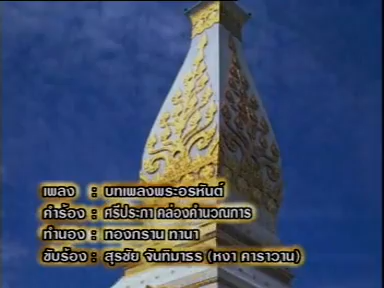 เพลง : บทเพลงพระอรหันต์
คำร้อง : ศรีประภา คล่องคำนวณการ
ทำนอง : ทองกราน ทานา
ขับร้อง : สุรชัย จันทิมาธร (หงา คาราวาน)